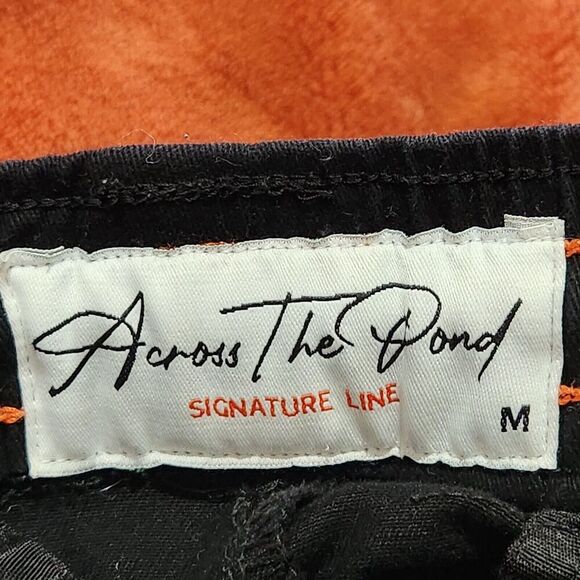 Across The Pond
SIGNATURE LINE
M